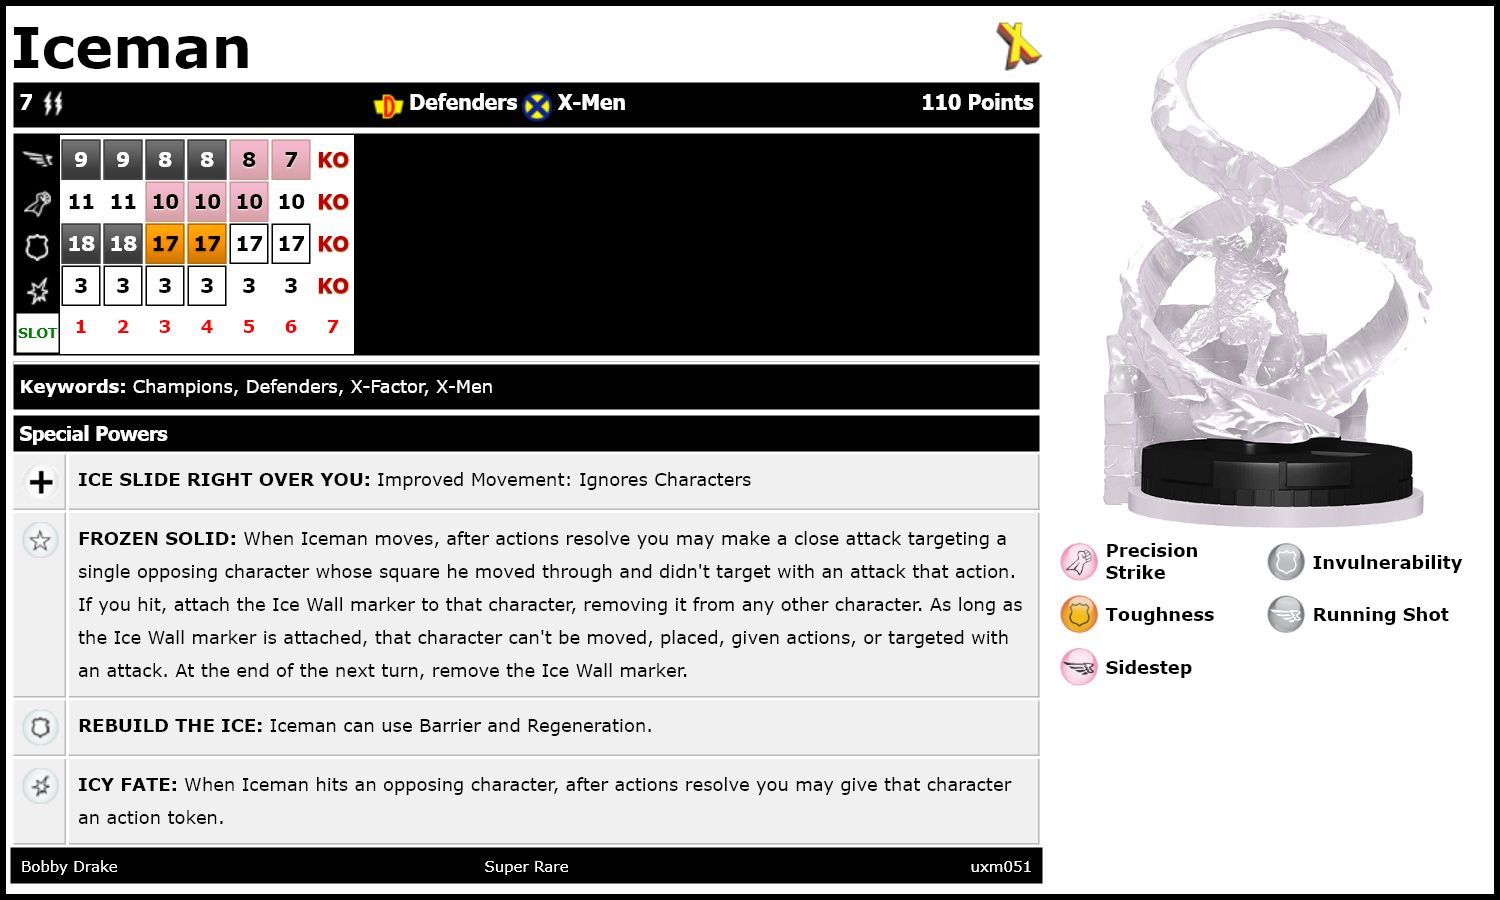 Iceman
7 Defenders X-Men 110 Points
9 9 8 8 8 7 KO
11 11 10 10 10 10 KO
18 18 17 17 17 17 KO
3 3 3 3 3 3 KO
SLOT 1 2 3 4 5 6 7
Keywords: Champions, Defenders, X-Factor, X-Men
Special Powers
ICE SLIDE RIGHT OVER YOU: Improved Movement: Ignores Characters
FROZEN SOLID: When Iceman moves, after actions resolve you may make a close attack targeting a
single opposing character whose square he moved through and didn't target with an attack that action.
If you hit, attach the Ice Wall marker to that character, removing it from any other character. As long as
the Ice Wall marker is attached, that character can't be moved, placed, given actions, or targeted with
an attack. At the end of the next turn, remove the Ice Wall marker.
REBUILD THE ICE: Iceman can use Barrier and Regeneration.
ICY FATE: When Iceman hits an opposing character, after actions resolve you may give that character
an action token.
Bobby Drake Super Rare uxm051
Precision
Strike
Invulnerability
Toughness
Running Shot
Sidestep